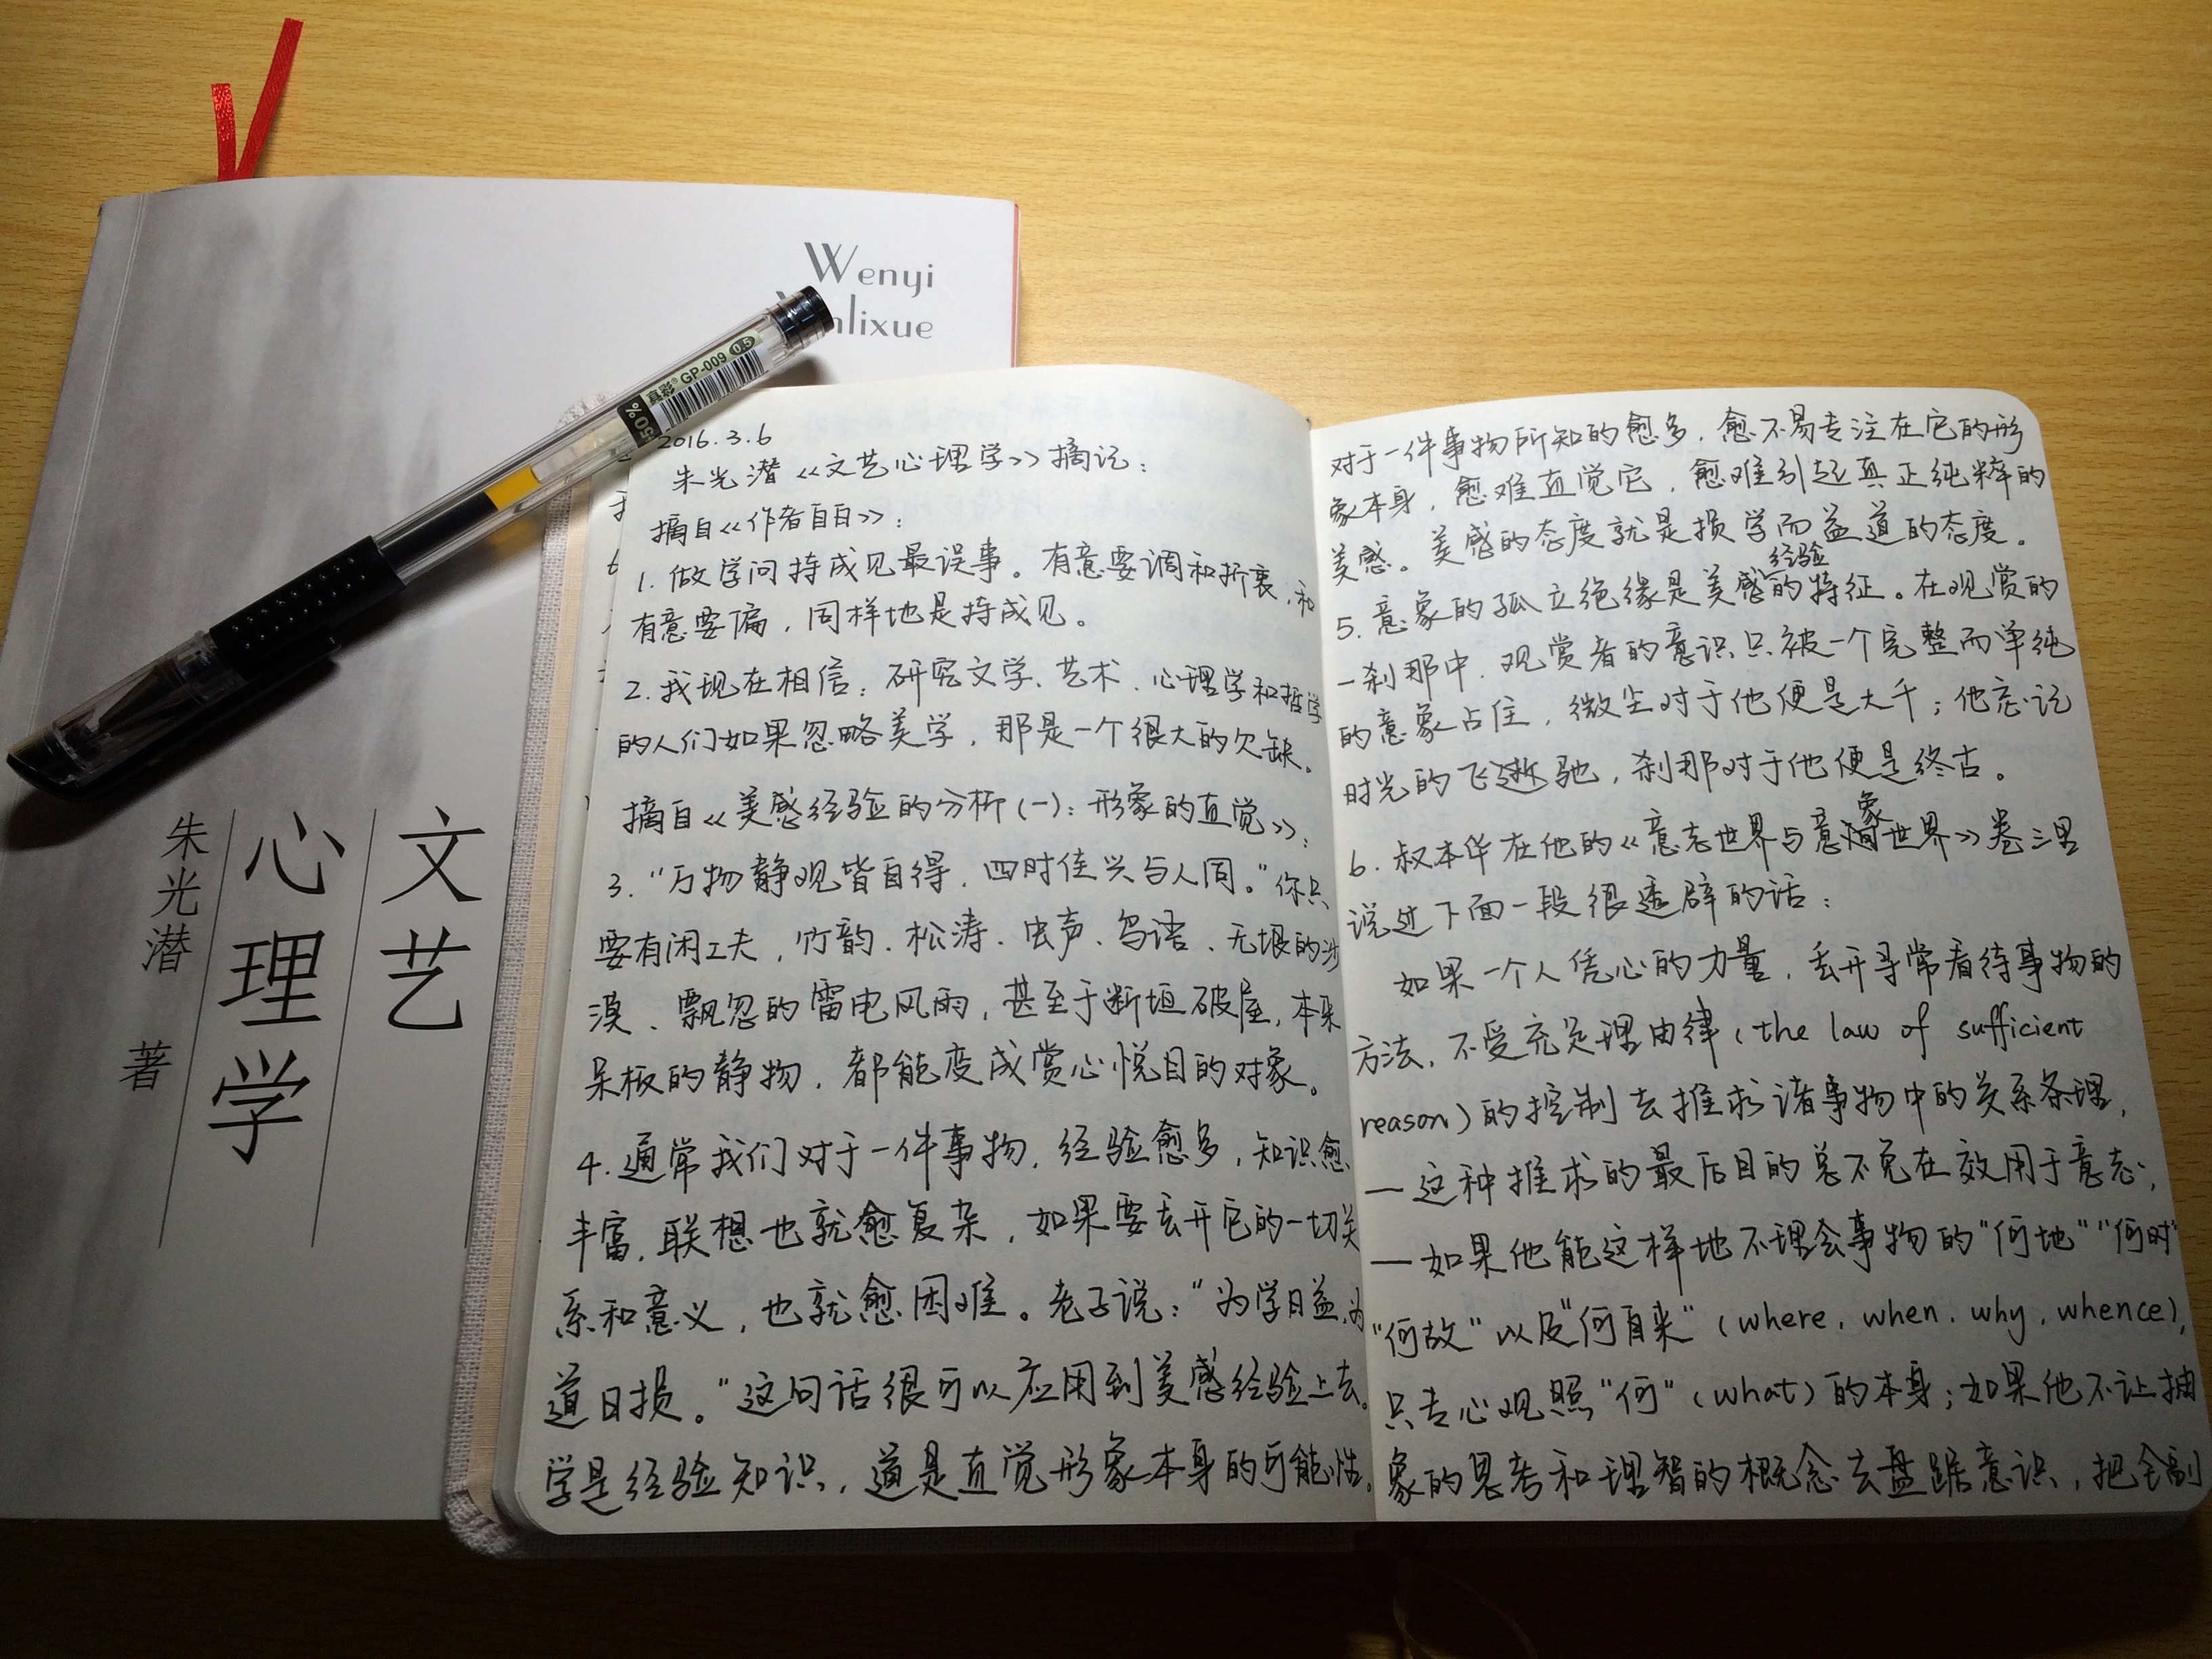 Wenyi
lixue
文艺
心理学
朱光潜 著
GP-009 0.5
50%
2016.3.6
朱光潜《文艺心理学》摘记:
摘自《作者自白》:
1. 做学问持成见最误事。有意要调和折衷,和
有意要偏,同样地是持成见。
2. 我现在相信:研究文学、艺术、心理学和哲学
的人们如果忽略美学,那是一个很大的欠缺。
摘自《美感经验的分析(一):形象的直觉》:
3. “万物静观皆自得,四时佳兴与人同。”你只
要有闲工夫,竹韵、松涛、虫声、鸟语、无垠的沙
漠、飘忽的雷电风雨,甚至于断垣破屋,本来
呆板的静物,都能变成赏心悦目的对象。
4. 通常我们对于一件事物,经验愈多,知识愈
丰富,联想也就愈复杂,如果要丢开它的一切关
系和意义,也就愈困难。老子说:“为学日益,为
道日损。”这句话很可以应用到美感经验上去。
学是经验知识,道是直觉形象本身的可能性。
对于一件事物所知的愈多,愈不易专注在它的形
象本身,愈难直觉它,愈难引起真正纯粹的
美感。美感的态度就是损学而益道的态度。
5. 意象的孤立绝缘是美感经验的特征。在观赏的
一刹那中,观赏者的意识只被一个完整而单纯
的意象占住,微尘对于他便是大千;他忘记
时光的飞驰,刹那对于他便是终古。
6. 叔本华在他的《意志世界与意象世界》卷三里
说过下面一段很透辟的话:
如果一个人凭心的力量,丢开寻常看待事物的
方法,不受充足理由律(the law of sufficient
reason)的控制去推求诸事物中的关系条理,
—这种推求的最后目的总不免在效用于意志;
—如果他能这样地不理会事物的“何地”“何时”
“何故”以及“何自来”(where, when, why, whence),
只专心观照“何”(what)的本身;如果他不让抽
象的思考和理智的概念去盘踞意识,把全副